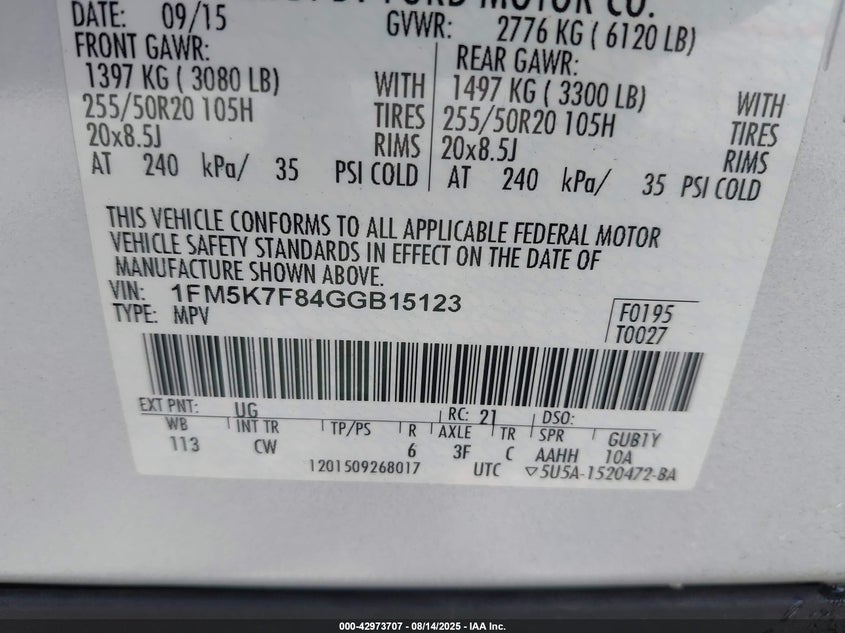 FORD MOTOR CO.
DATE: 09/15 GVWR: 2776 KG ( 6120 LB)
FRONT GAWR: REAR GAWR:
1397 KG ( 3080 LB) WITH 1497 KG ( 3300 LB) WITH
255/50R20 105H TIRES 255/50R20 105H TIRES
20x8.5J RIMS 20x8.5J RIMS
AT 240 kPa/ 35 PSI COLD AT 240 kPa/ 35 PSI COLD
THIS VEHICLE CONFORMS TO ALL APPLICABLE FEDERAL MOTOR
VEHICLE SAFETY STANDARDS IN EFFECT ON THE DATE OF
MANUFACTURE SHOWN ABOVE.
VIN: 1FM5K7F84GGB15123 F0195
TYPE: MPV T0027
EXT PNT: UG RC: 21 DSO:
WB INT TR TP/PS R AXLE TR SPR GUB1Y
113 CW 6 3F C AAHH 10A
1201509268017 UTC ▽5U5A-1520472-BA
000-42973707 - 08/14/2025 - IAA Inc.